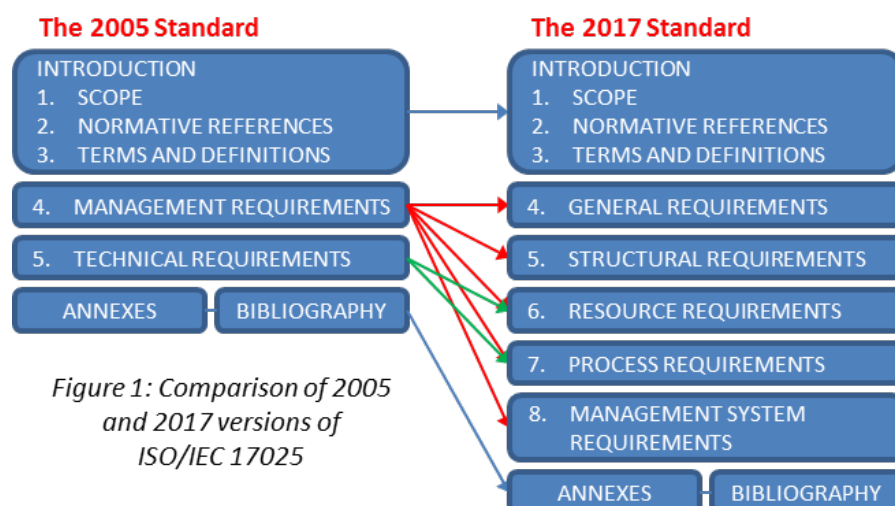 The 2005 Standard
INTRODUCTION
1. SCOPE
2. NORMATIVE REFERENCES
3. TERMS AND DEFINITIONS
4. MANAGEMENT REQUIREMENTS
5. TECHNICAL REQUIREMENTS
ANNEXES
BIBLIOGRAPHY
Figure 1: Comparison of 2005
and 2017 versions of
ISO/IEC 17025
The 2017 Standard
INTRODUCTION
1. SCOPE
2. NORMATIVE REFERENCES
3. TERMS AND DEFINITIONS
4. GENERAL REQUIREMENTS
5. STRUCTURAL REQUIREMENTS
6. RESOURCE REQUIREMENTS
7. PROCESS REQUIREMENTS
8. MANAGEMENT SYSTEM
REQUIREMENTS
ANNEXES
BIBLIOGRAPHY